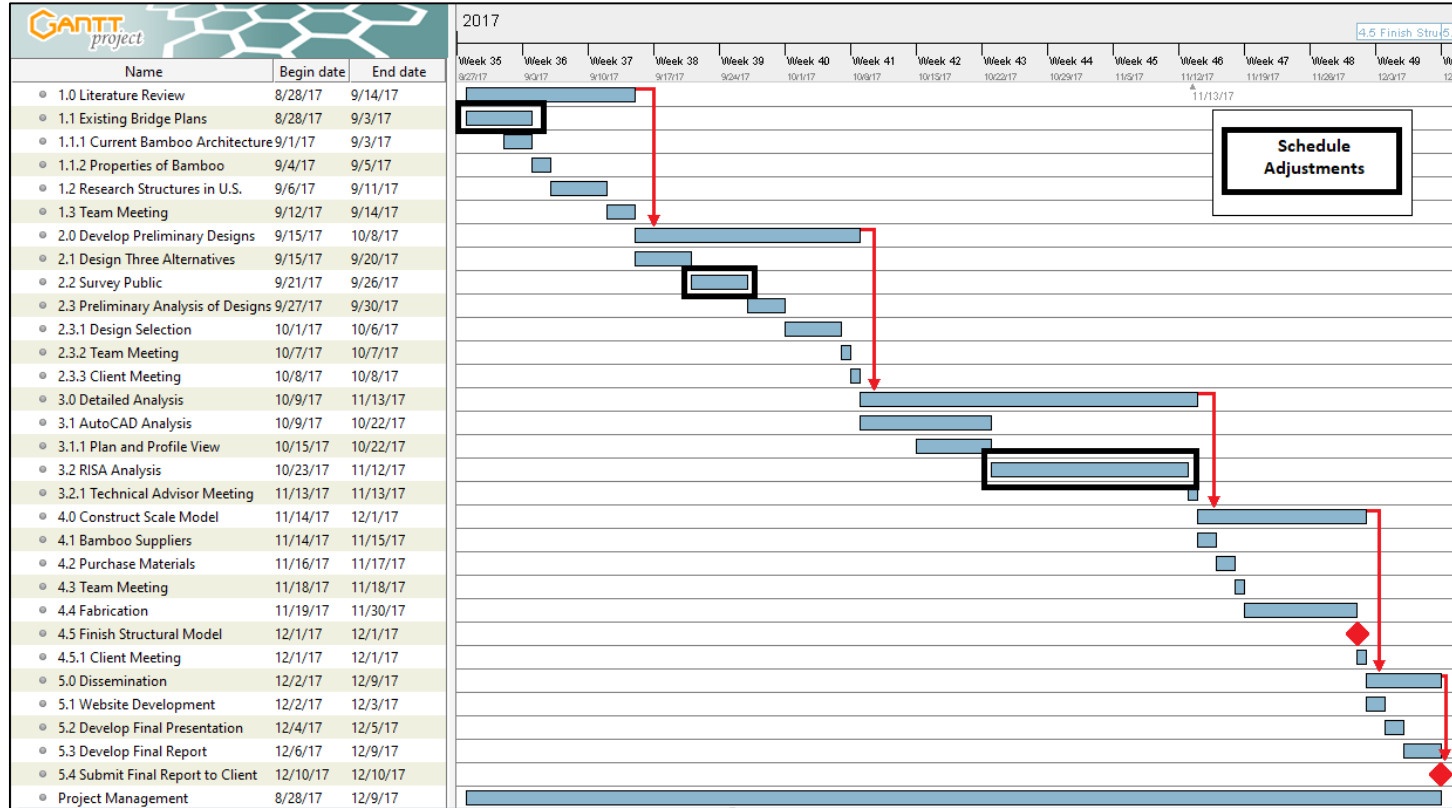 GANTT
project
2017
4.5 Finish Stru 5.
Week 35 Week 36 Week 37 Week 38 Week 39 Week 40 Week 41 Week 42 Week 43 Week 44 Week 45 Week 46 Week 47 Week 48 Week 49 W
8/27/17 9/3/17 9/10/17 9/17/17 9/24/17 10/1/17 10/8/17 10/15/17 10/22/17 10/29/17 11/5/17 11/12/17 11/19/17 11/26/17 12/3/17 12
Name Begin date End date
1.0 Literature Review 8/28/17 9/14/17
11/13/17
1.1 Existing Bridge Plans 8/28/17 9/3/17
1.1.1 Current Bamboo Architecture 9/1/17 9/3/17
Schedule
Adjustments
1.1.2 Properties of Bamboo 9/4/17 9/5/17
1.2 Research Structures in U.S. 9/6/17 9/11/17
1.3 Team Meeting 9/12/17 9/14/17
2.0 Develop Preliminary Designs 9/15/17 10/8/17
2.1 Design Three Alternatives 9/15/17 9/20/17
2.2 Survey Public 9/21/17 9/26/17
2.3 Preliminary Analysis of Designs 9/27/17 9/30/17
2.3.1 Design Selection 10/1/17 10/6/17
2.3.2 Team Meeting 10/7/17 10/7/17
2.3.3 Client Meeting 10/8/17 10/8/17
3.0 Detailed Analysis 10/9/17 11/13/17
3.1 AutoCAD Analysis 10/9/17 10/22/17
3.1.1 Plan and Profile View 10/15/17 10/22/17
3.2 RISA Analysis 10/23/17 11/12/17
3.2.1 Technical Advisor Meeting 11/13/17 11/13/17
4.0 Construct Scale Model 11/14/17 12/1/17
4.1 Bamboo Suppliers 11/14/17 11/15/17
4.2 Purchase Materials 11/16/17 11/17/17
4.3 Team Meeting 11/18/17 11/18/17
4.4 Fabrication 11/19/17 11/30/17
4.5 Finish Structural Model 12/1/17 12/1/17
4.5.1 Client Meeting 12/1/17 12/1/17
5.0 Dissemination 12/2/17 12/9/17
5.1 Website Development 12/2/17 12/3/17
5.2 Develop Final Presentation 12/4/17 12/5/17
5.3 Develop Final Report 12/6/17 12/9/17
5.4 Submit Final Report to Client 12/10/17 12/10/17
Project Management 8/28/17 12/9/17